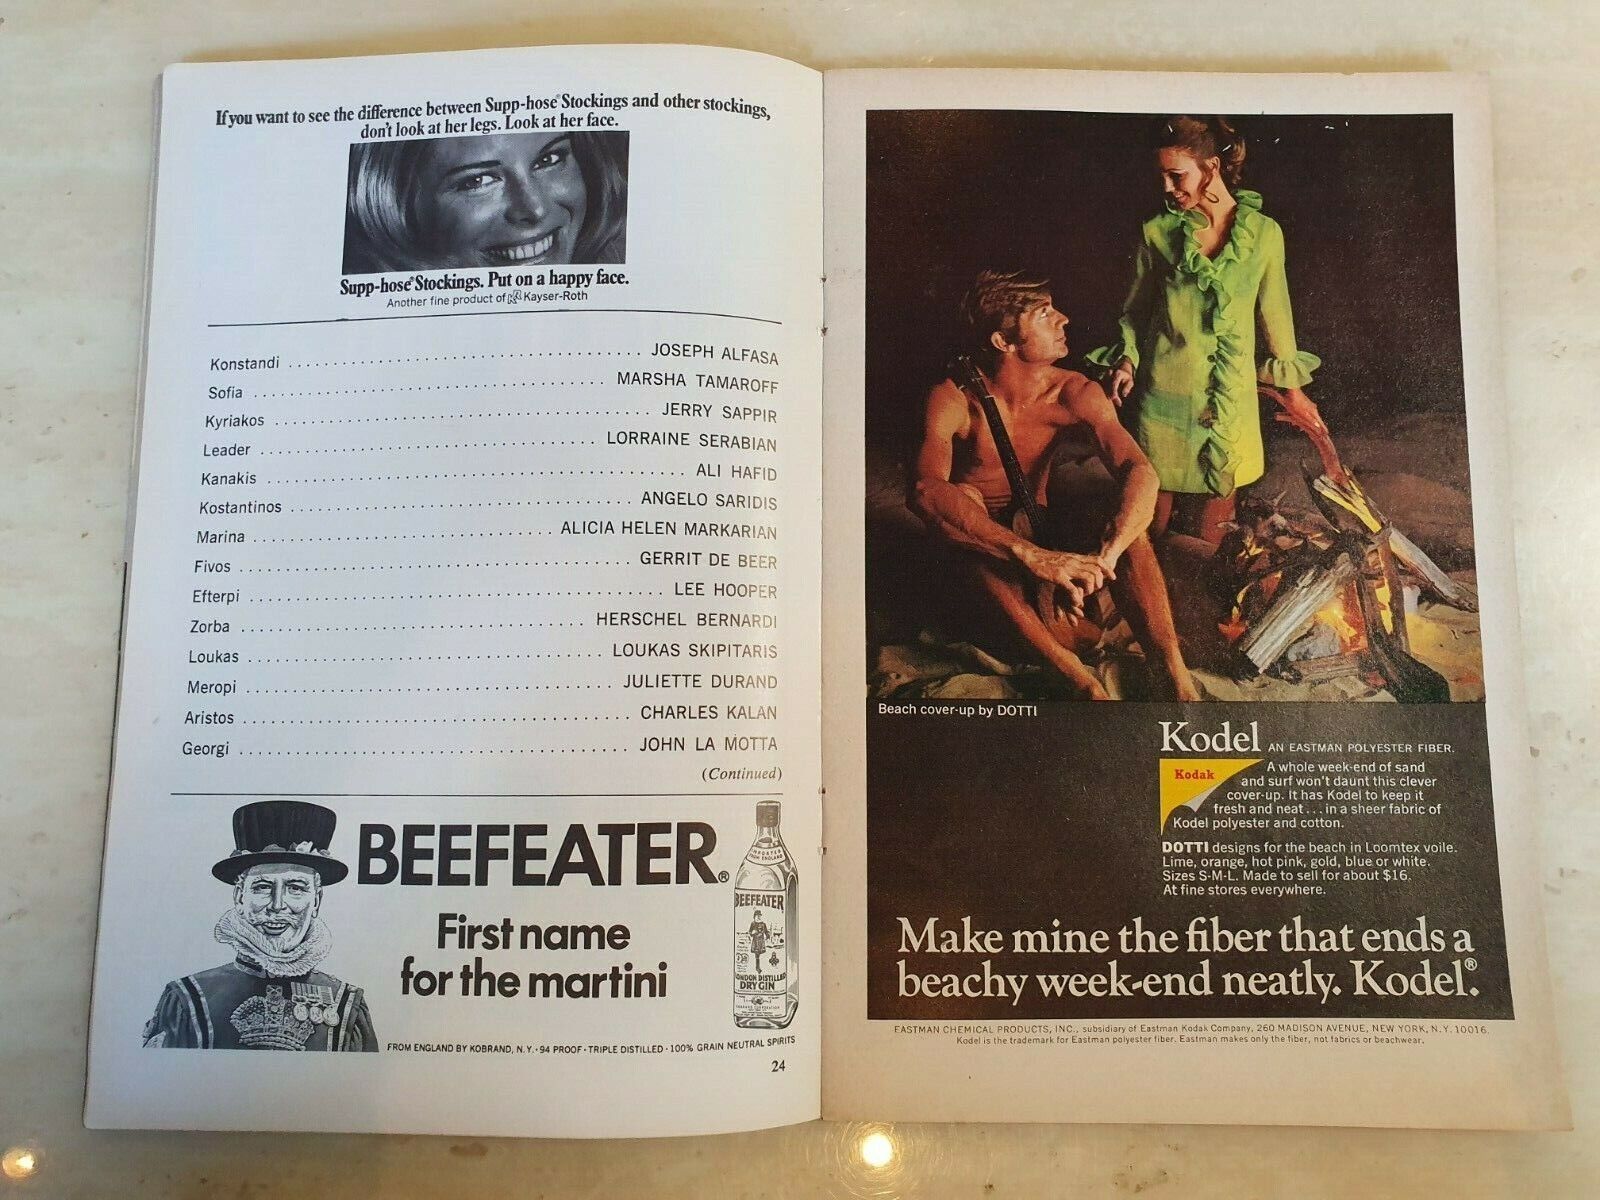 If you want to see the difference between Supp-hose® Stockings and other stockings,
don't look at her legs. Look at her face.
Supp-hose® Stockings. Put on a happy face.
Another fine product of Kayser-Roth
Konstandi ........................................ JOSEPH ALFASA
Sofia ........................................ MARSHA TAMAROFF
Kyriakos ........................................ JERRY SAPPIR
Leader ........................................ LORRAINE SERABIAN
Kanakis ........................................ ALI HAFID
Kostantinos ........................................ ANGELO SARIDIS
Marina ........................................ ALICIA HELEN MARKARIAN
Fivos ........................................ GERRIT DE BEER
Efterpi ........................................ LEE HOOPER
Zorba ........................................ HERSCHEL BERNARDI
Loukas ........................................ LOUKAS SKIPITARIS
Meropi ........................................ JULIETTE DURAND
Aristos ........................................ CHARLES KALAN
Georgi ........................................ JOHN LA MOTTA
(Continued)
BEEFEATER®
First name
for the martini
IMPORTED
FROM ENGLAND
BEEFEATER
LONDON DISTILLED
DRY GIN
FROM ENGLAND BY KOBRAND, N.Y. • 94 PROOF • TRIPLE DISTILLED • 100% GRAIN NEUTRAL SPIRITS
24
Beach cover-up by DOTTI
Kodel AN EASTMAN POLYESTER FIBER.
Kodak
A whole week-end of sand
and surf won't daunt this clever
cover-up. It has Kodel to keep it
fresh and neat... in a sheer fabric of
Kodel polyester and cotton.
DOTTI designs for the beach in Loomtex voile.
Lime, orange, hot pink, gold, blue or white.
Sizes S-M-L. Made to sell for about $16.
At fine stores everywhere.
Make mine the fiber that ends a
beachy week-end neatly. Kodel.®
EASTMAN CHEMICAL PRODUCTS, INC., subsidiary of Eastman Kodak Company, 260 MADISON AVENUE, NEW YORK, N.Y. 10016.
Kodel is the trademark for Eastman polyester fiber. Eastman makes only the fiber, not fabrics or beachwear.